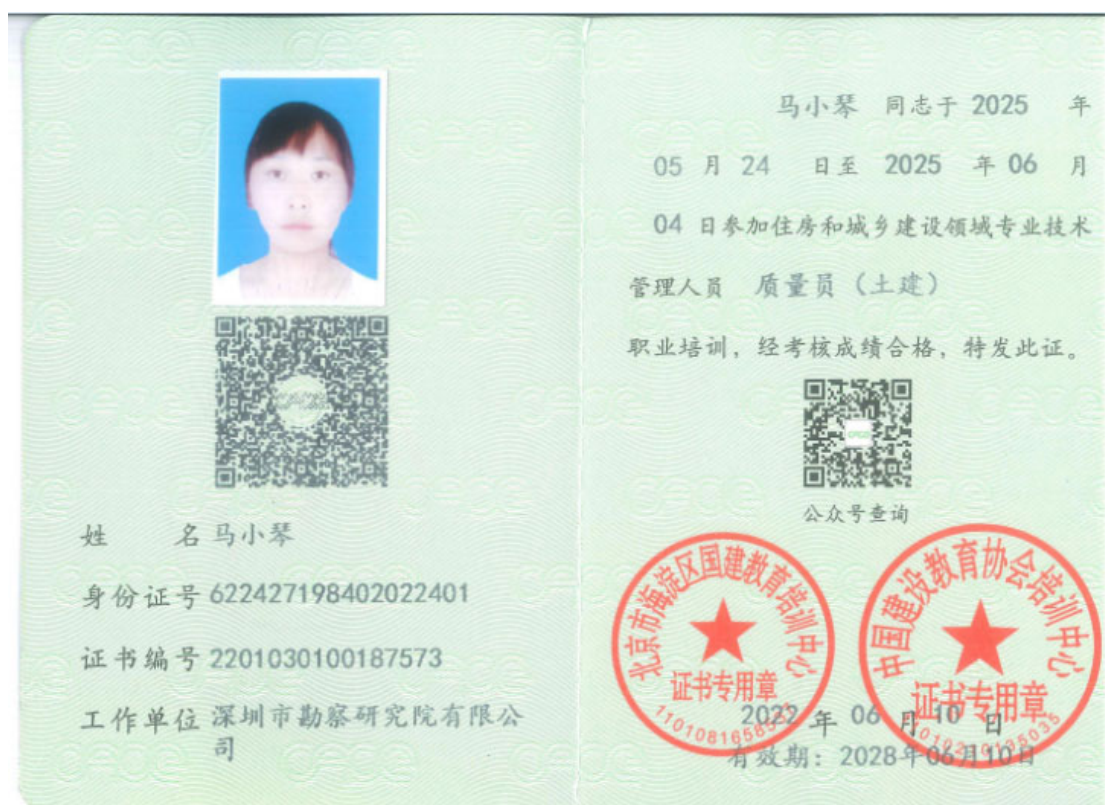 姓 名 马小琴
身份证号 622427198402022401
证书编号 2201030100187573
工作单位 深圳市勘察研究院有限公
司
马小琴 同志于 2025 年
05 月 24 日至 2025 年 06 月
04 日参加住房和城乡建设领域专业技术
管理人员 质量员（土建）
职业培训，经考核成绩合格，特发此证。
公众号查询
北京市海淀区国建教育培训中心
证书专用章
中国建设教育协会培训中心
证书专用章
2022 年 06 月 10 日
有效期：2028年06月10日